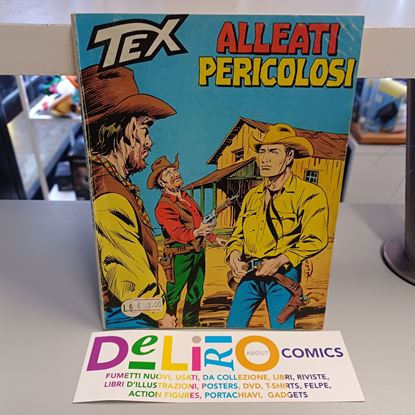 TEX
ALLEATI
PERICOLOSI
DeLiRiO
ABOUT
COMICS
FUMETTI NUOVI, USATI, DA COLLEZIONE, LIBRI, RIVISTE,
LIBRI D'ILLUSTRAZIONI, POSTERS, DVD, T-SHIRTS, FELPE,
ACTION FIGURES, PORTACHIAVI, GADGETS